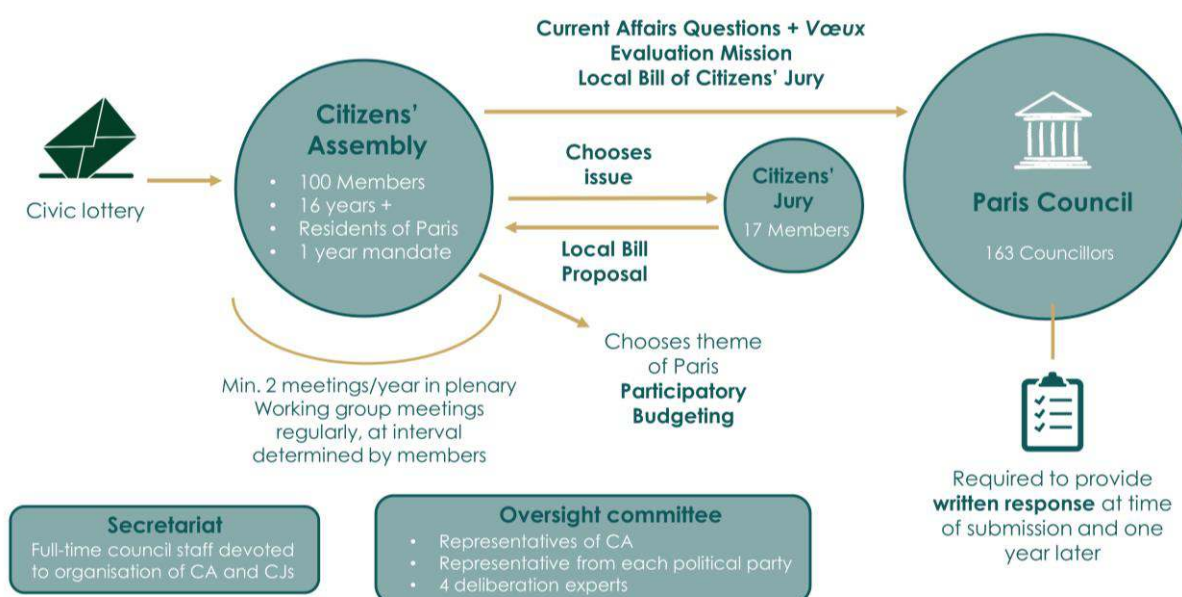 Current Affairs Questions + Vœux
Evaluation Mission
Local Bill of Citizens' Jury
Civic lottery
Citizens'
Assembly
• 100 Members
• 16 years +
• Residents of Paris
• 1 year mandate
Chooses
issue
Local Bill
Proposal
Citizens'
Jury
17 Members
Paris Council
163 Councillors
Min. 2 meetings/year in plenary
Working group meetings
regularly, at interval
determined by members
Chooses theme
of Paris
Participatory
Budgeting
Required to provide
written response at time
of submission and one
year later
Secretariat
Full-time council staff devoted
to organisation of CA and CJs
Oversight committee
• Representatives of CA
• Representative from each political party
• 4 deliberation experts